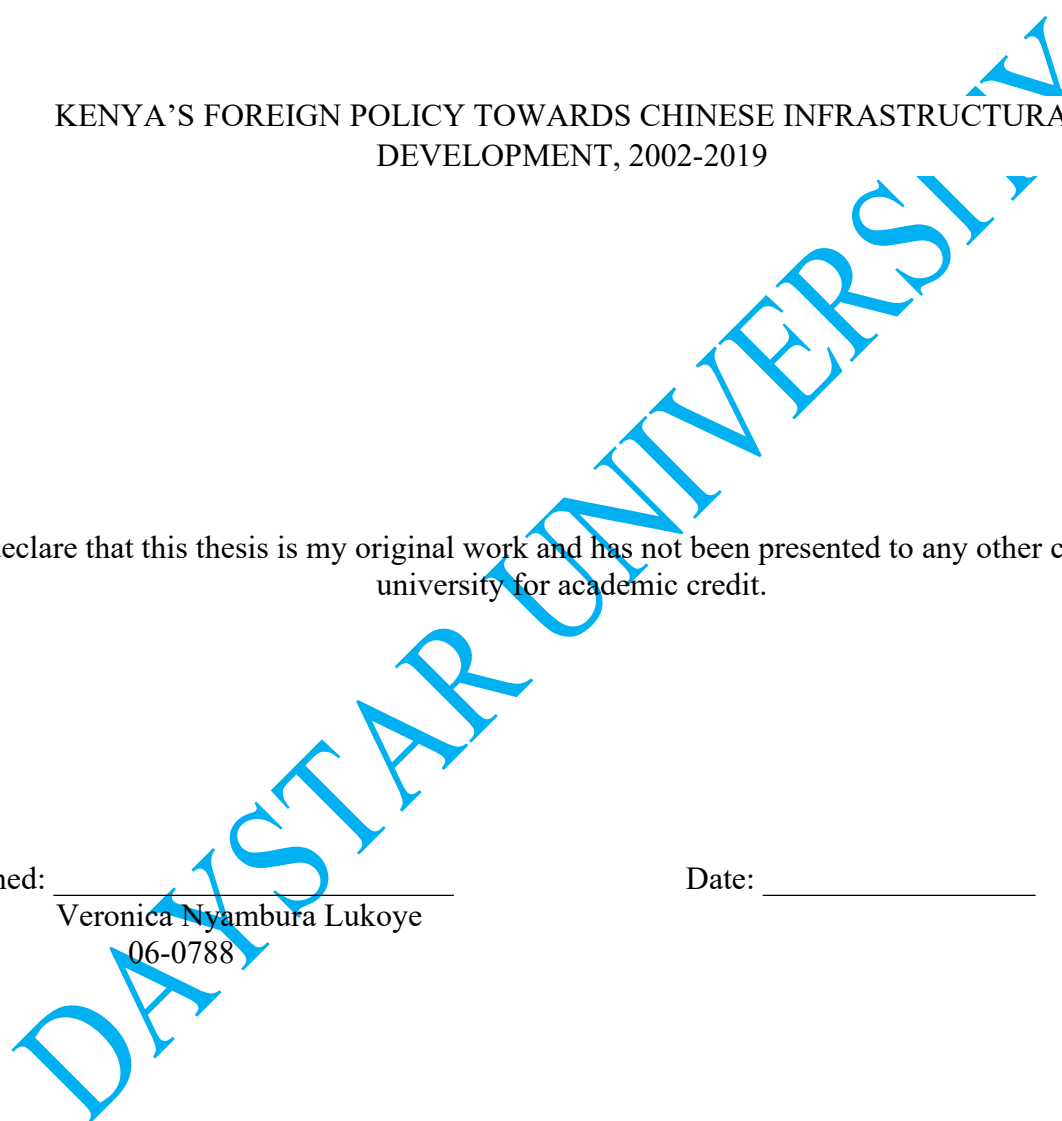 KENYA’S FOREIGN POLICY TOWARDS CHINESE INFRASTRUCTURA
DEVELOPMENT, 2002-2019
eclare that this thesis is my original work and has not been presented to any other c
university for academic credit.
ned: Date:
Veronica Nyambura Lukoye
06-0788
DAYSTAR UNIVERSITY